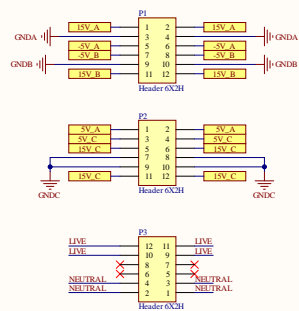 P1
15V_A 1 2 15V_A
GNDA 3 4 GNDA
-5V_A 5 6 -5V_A
-5V_B 7 8 -5V_B
GNDB 9 10 GNDB
15V_B 11 12 15V_B
Header 6X2H
P2
5V_A 1 2 5V_A
5V_C 3 4 5V_C
15V_C 5 6 15V_C
7 8
9 10
15V_C 11 12 15V_C
GNDC GNDC
Header 6X2H
P3
LIVE 12 11 LIVE
LIVE 10 9 LIVE
8 7
6 5
NEUTRAL 4 3 NEUTRAL
NEUTRAL 2 1 NEUTRAL
Header 6X2H